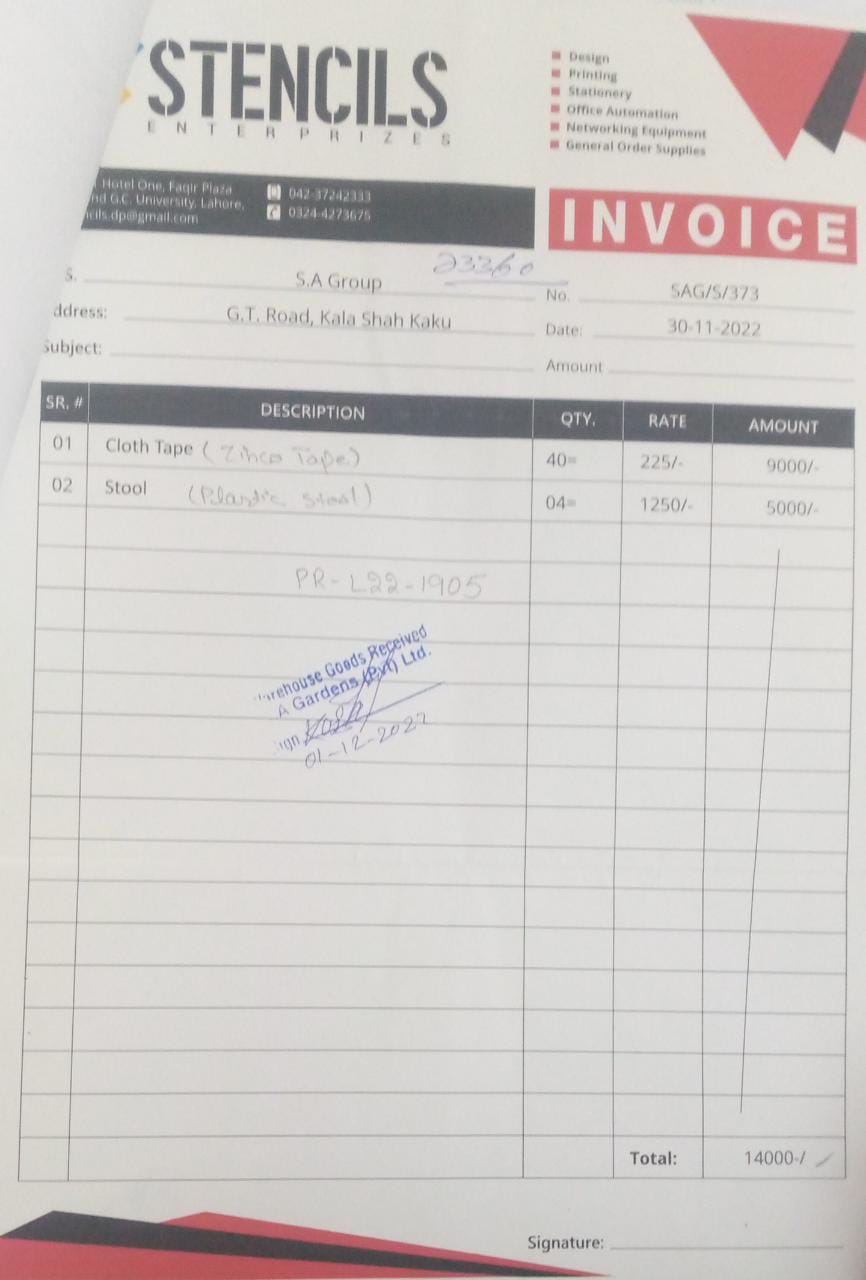 STENCILS
ENTERPRIZES
Design
Printing
Stationery
Office Automation
Networking Equipment
General Order Supplies
Hotel One, Faqir Plaza
nd G.C. University, Lahore,
cils.dp@gmail.com
042-37242333
0324-4273675
INVOICE
23360
S. S.A Group
No. SAG/S/373
ddress: G.T. Road, Kala Shah Kaku
Date: 30-11-2022
Subject:
Amount
SR. # DESCRIPTION QTY. RATE AMOUNT
01 Cloth Tape (Zinco Tape) 40= 225/- 9000/-
02 Stool (Plastic Stool) 04= 1250/- 5000/-
PR-L22-1905
rehouse Goods Received
A Gardens (Pvt) Ltd.
ign
01-12-2022
Total: 14000-/
Signature: